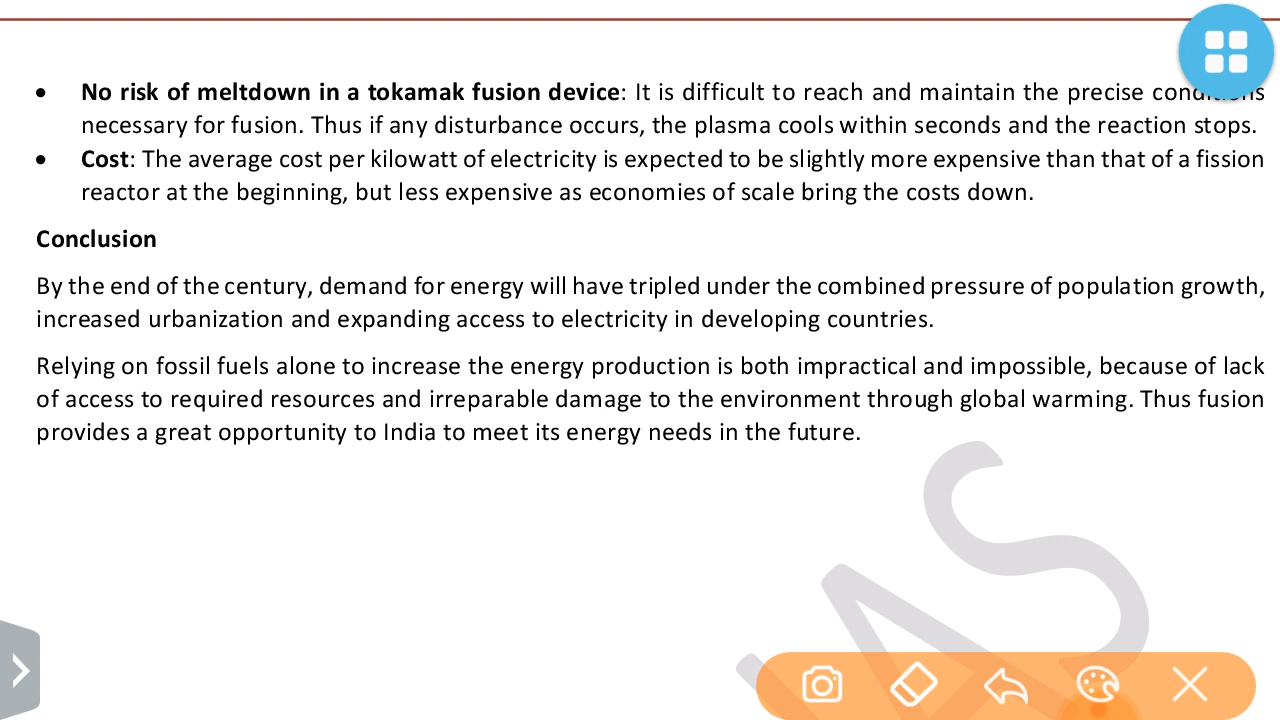 • No risk of meltdown in a tokamak fusion device: It is difficult to reach and maintain the precise conditions
necessary for fusion. Thus if any disturbance occurs, the plasma cools within seconds and the reaction stops.
• Cost: The average cost per kilowatt of electricity is expected to be slightly more expensive than that of a fission
reactor at the beginning, but less expensive as economies of scale bring the costs down.
Conclusion
By the end of the century, demand for energy will have tripled under the combined pressure of population growth,
increased urbanization and expanding access to electricity in developing countries.
Relying on fossil fuels alone to increase the energy production is both impractical and impossible, because of lack
of access to required resources and irreparable damage to the environment through global warming. Thus fusion
provides a great opportunity to India to meet its energy needs in the future.